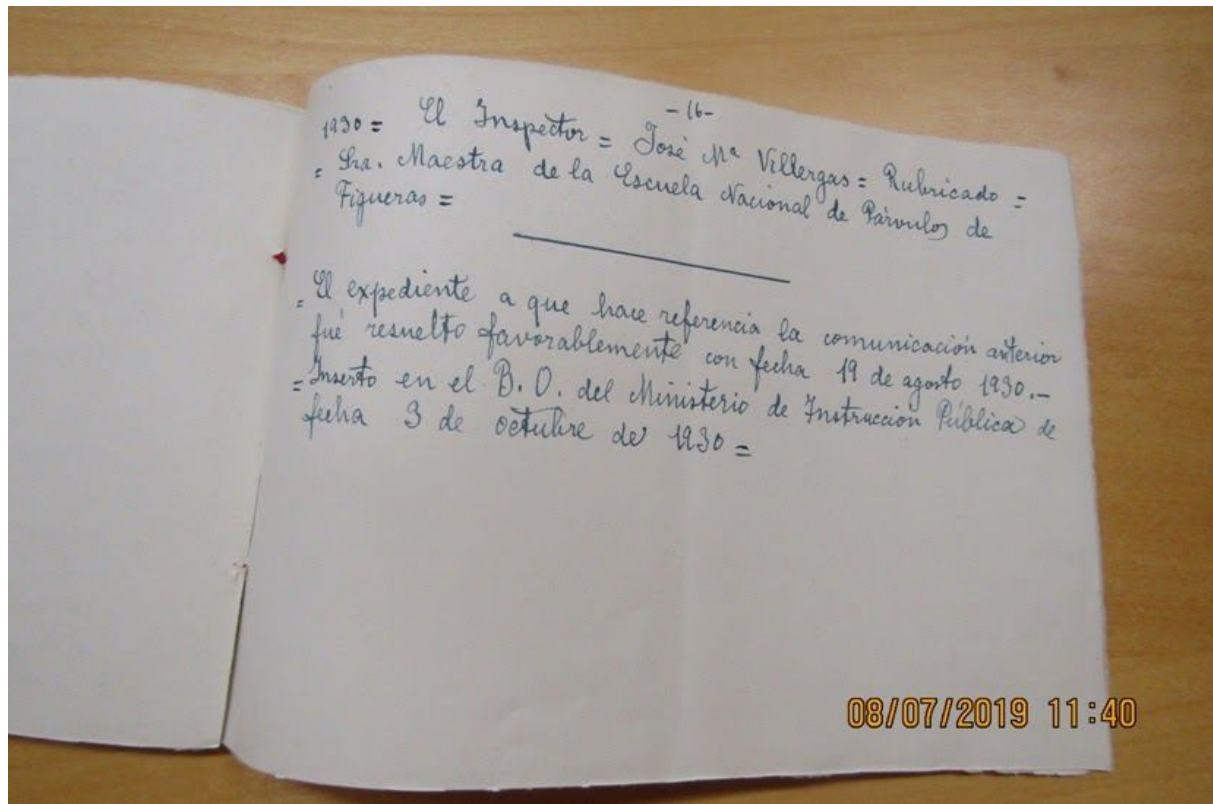 -16-
1930 = El Inspector = José Mª Villergas = Rubricado =
= Sra. Maestra de la Escuela Nacional de Párvulos de
Figueras =
= El expediente a que hace referencia la comunicación anterior
fué resuelto favorablemente con fecha 19 de agosto 1930.-
= Inserto en el B. O. del Ministerio de Instrucción Pública de
fecha 3 de octubre de 1930 =
08/07/2019 11:40